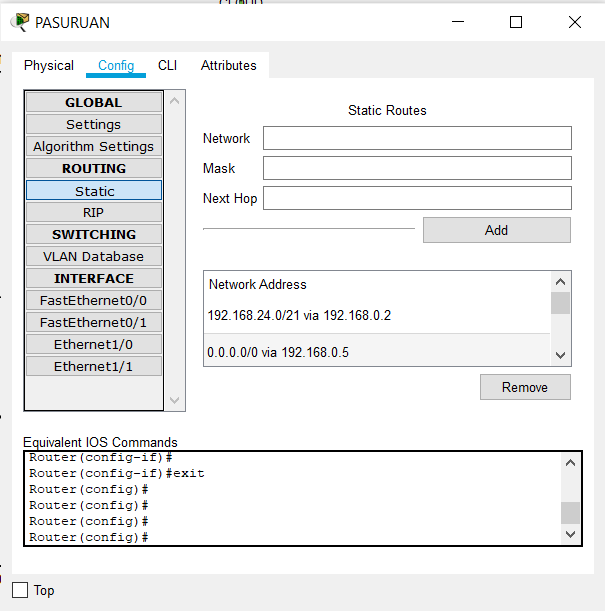 PASURUAN
Physical Config CLI Attributes
GLOBAL
Settings
Algorithm Settings
ROUTING
Static
RIP
SWITCHING
VLAN Database
INTERFACE
FastEthernet0/0
FastEthernet0/1
Ethernet1/0
Ethernet1/1
Static Routes
Network
Mask
Next Hop
Add
Network Address
192.168.24.0/21 via 192.168.0.2
0.0.0.0/0 via 192.168.0.5
Remove
Equivalent IOS Commands
Router(config-if)#
Router(config-if)#exit
Router(config)#
Router(config)#
Router(config)#
Router(config)#
Top